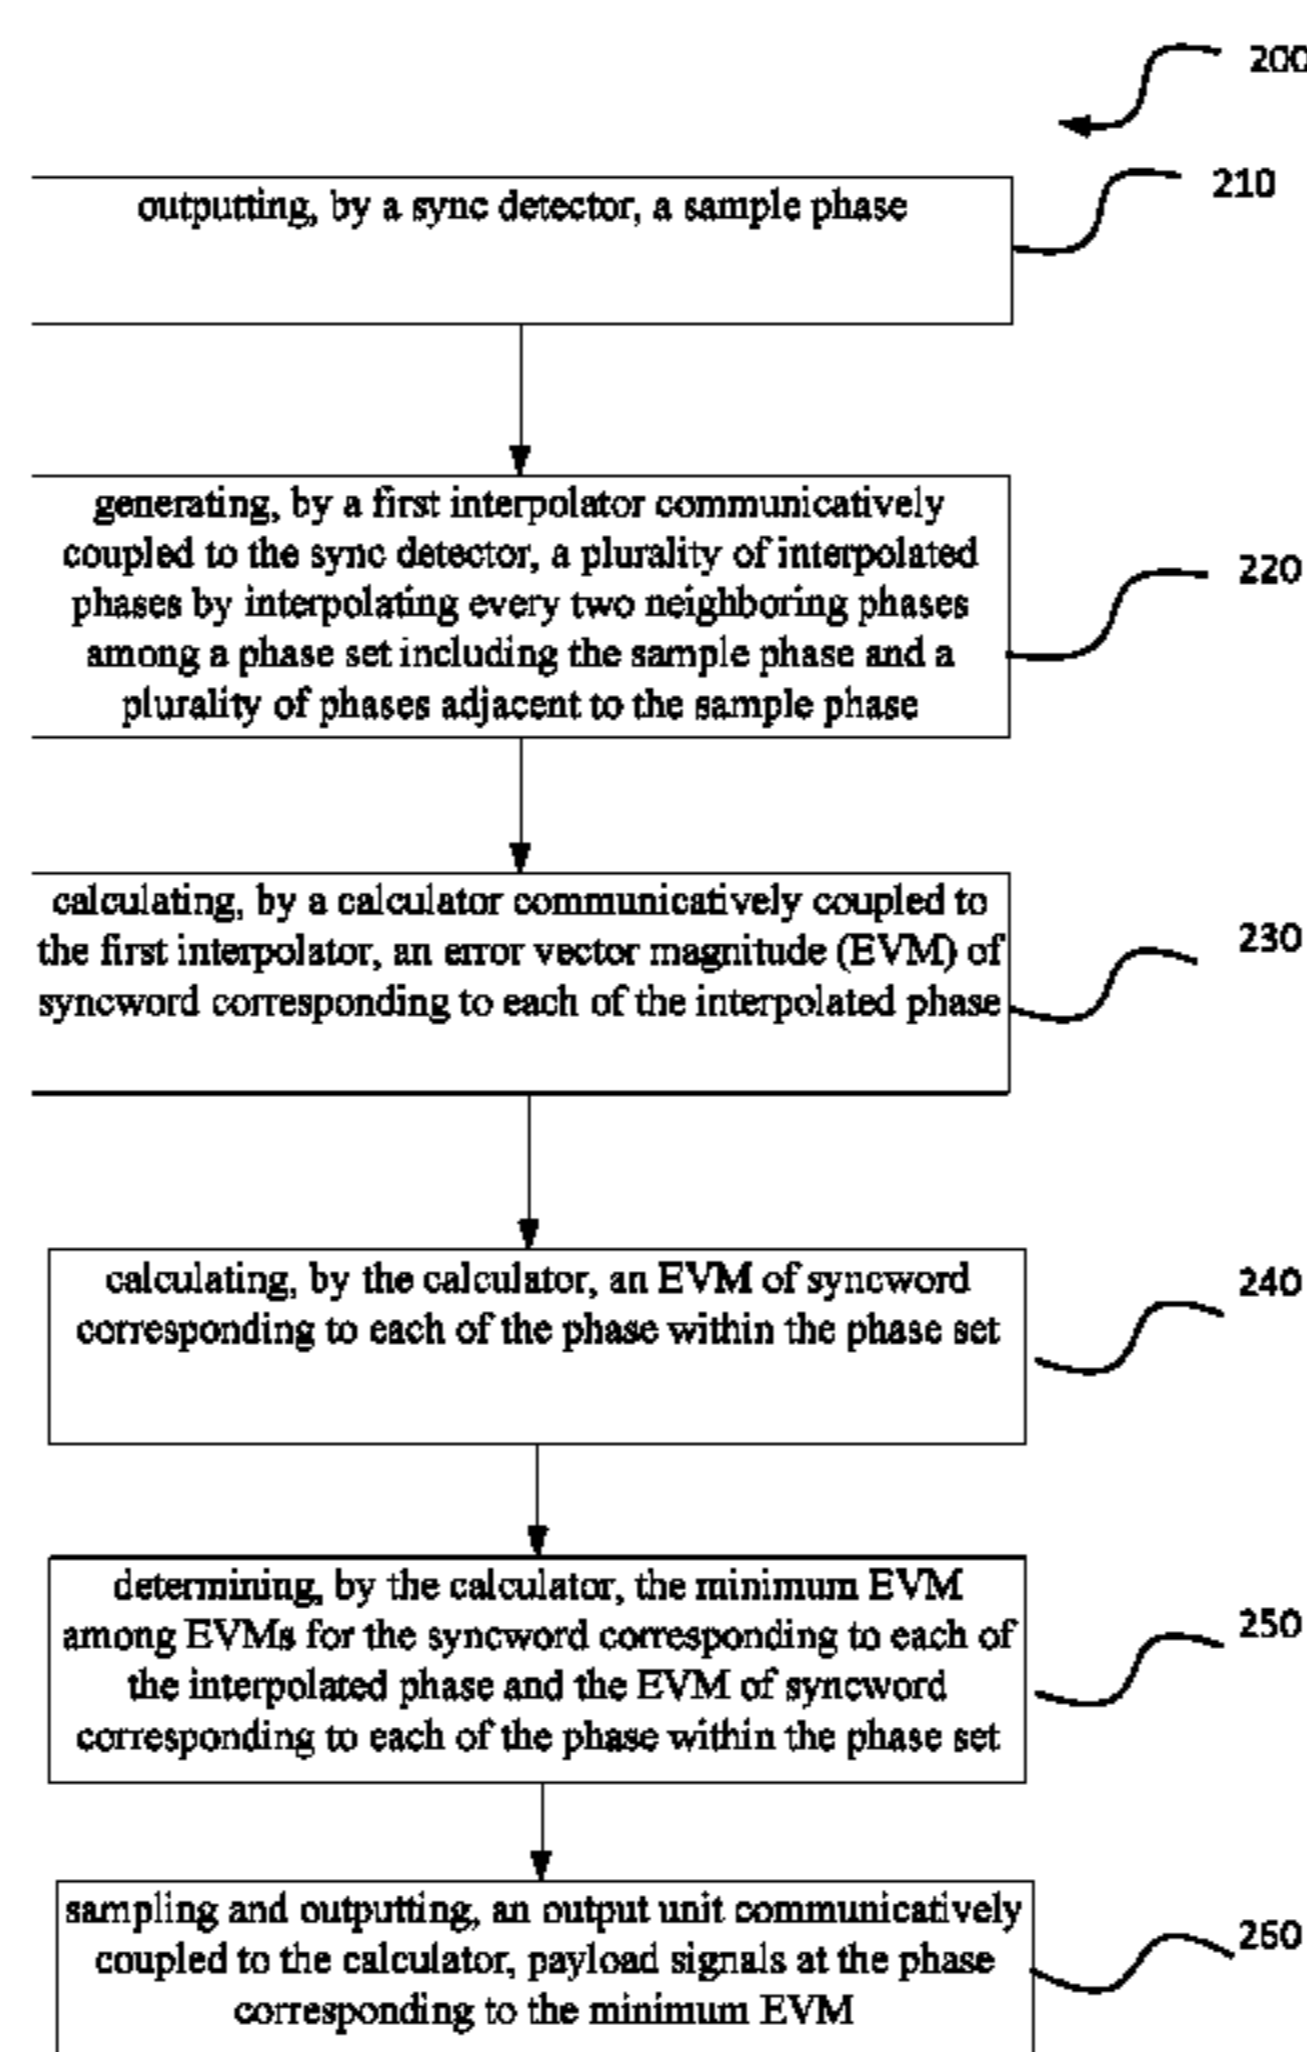 200
210
outputting, by a sync detector, a sample phase
generating, by a first interpolator communicatively
coupled to the sync detector, a plurality of interpolated
phases by interpolating every two neighboring phases
among a phase set including the sample phase and a
plurality of phases adjacent to the sample phase
220
calculating, by a calculator communicatively coupled to
the first interpolator, an error vector magnitude (EVM) of
syncword corresponding to each of the interpolated phase
230
calculating, by the calculator, an EVM of syncword
corresponding to each of the phase within the phase set
240
determining, by the calculator, the minimum EVM
among EVMs for the syncword corresponding to each of
the interpolated phase and the EVM of syncword
corresponding to each of the phase within the phase set
250
sampling and outputting, an output unit communicatively
coupled to the calculator, payload signals at the phase
corresponding to the minimum EVM
260